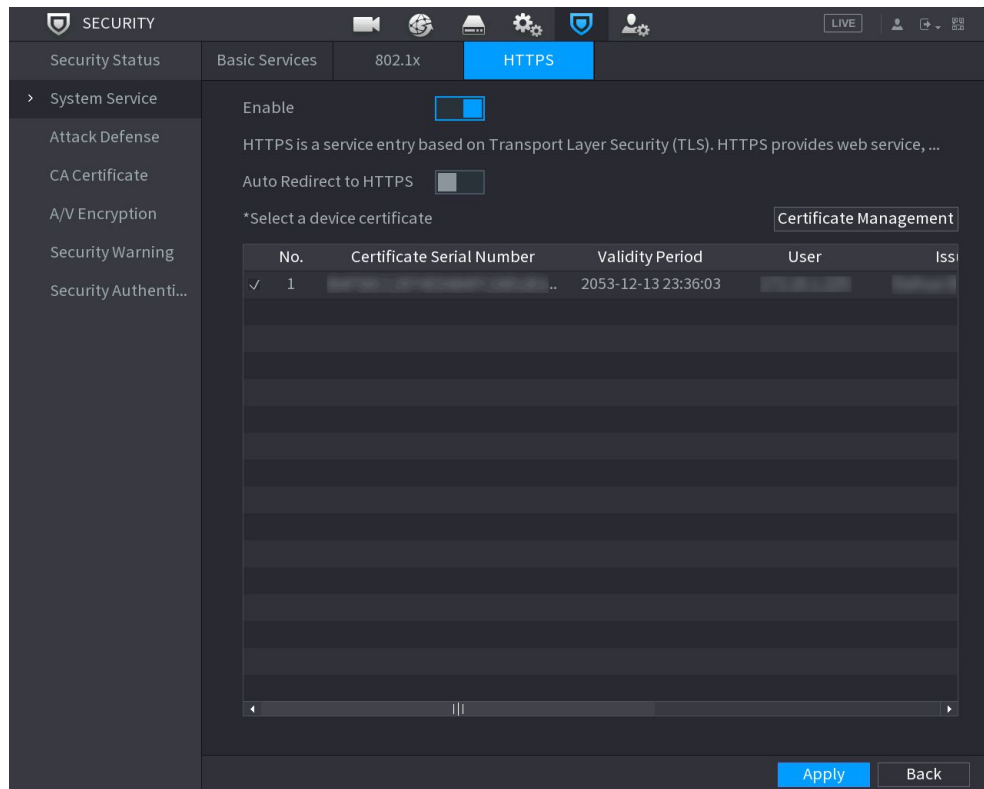 SECURITY
LIVE
Security Status
Basic Services
802.1x
HTTPS
System Service
Enable
Attack Defense
HTTPS is a service entry based on Transport Layer Security (TLS). HTTPS provides web service, ...
CA Certificate
Auto Redirect to HTTPS
A/V Encryption
*Select a device certificate
Certificate Management
Security Warning
No. Certificate Serial Number Validity Period User Iss
Security Authenti...
1 .. 2053-12-13 23:36:03
Apply
Back